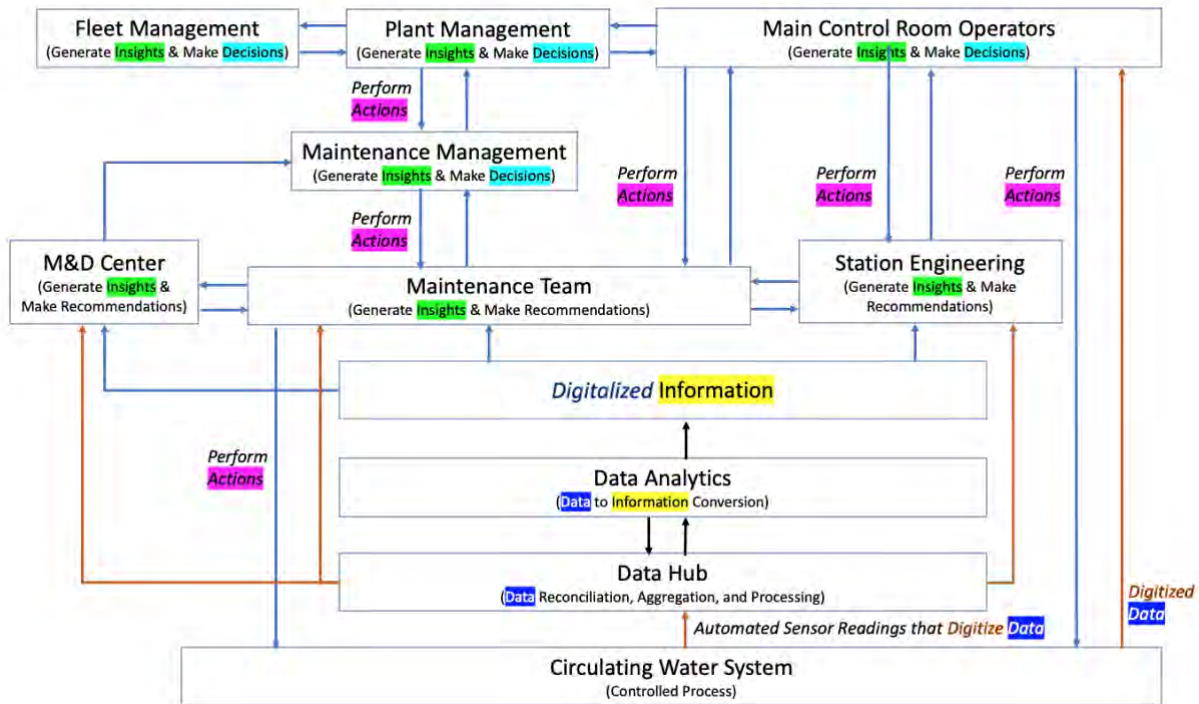 Fleet Management
(Generate Insights & Make Decisions)
Plant Management
(Generate Insights & Make Decisions)
Main Control Room Operators
(Generate Insights & Make Decisions)
Perform
Actions
Maintenance Management
(Generate Insights & Make Decisions)
Perform
Actions
Perform
Actions
Perform
Actions
Perform
Actions
M&D Center
(Generate Insights &
Make Recommendations)
Maintenance Team
(Generate Insights & Make Recommendations)
Station Engineering
(Generate Insights & Make
Recommendations)
Digitalized Information
Perform
Actions
Data Analytics
(Data to Information Conversion)
Data Hub
(Data Reconciliation, Aggregation, and Processing)
Automated Sensor Readings that Digitize Data
Digitized
Data
Circulating Water System
(Controlled Process)